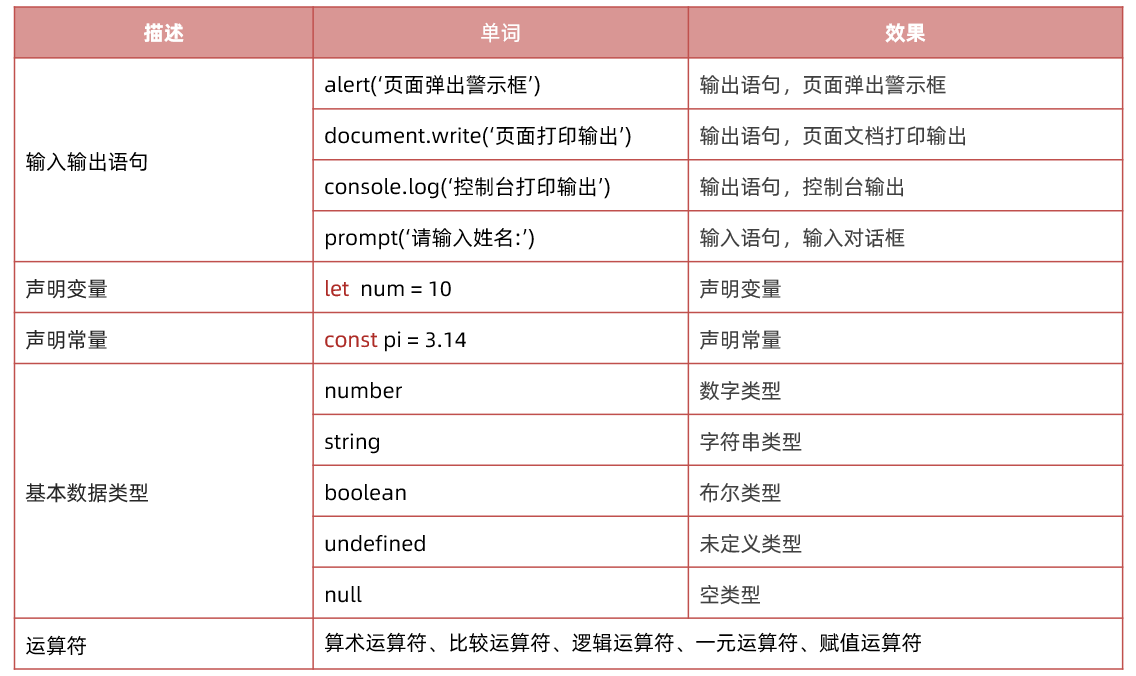 描述 单词 效果
alert(‘页面弹出警示框’) 输出语句，页面弹出警示框
document.write(‘页面打印输出’) 输出语句，页面文档打印输出
输入输出语句
console.log(‘控制台打印输出’) 输出语句，控制台输出
prompt(‘请输入姓名:’) 输入语句，输入对话框
声明变量 let num = 10 声明变量
声明常量 const pi = 3.14 声明常量
number 数字类型
string 字符串类型
基本数据类型 boolean 布尔类型
undefined 未定义类型
null 空类型
运算符 算术运算符、比较运算符、逻辑运算符、一元运算符、赋值运算符